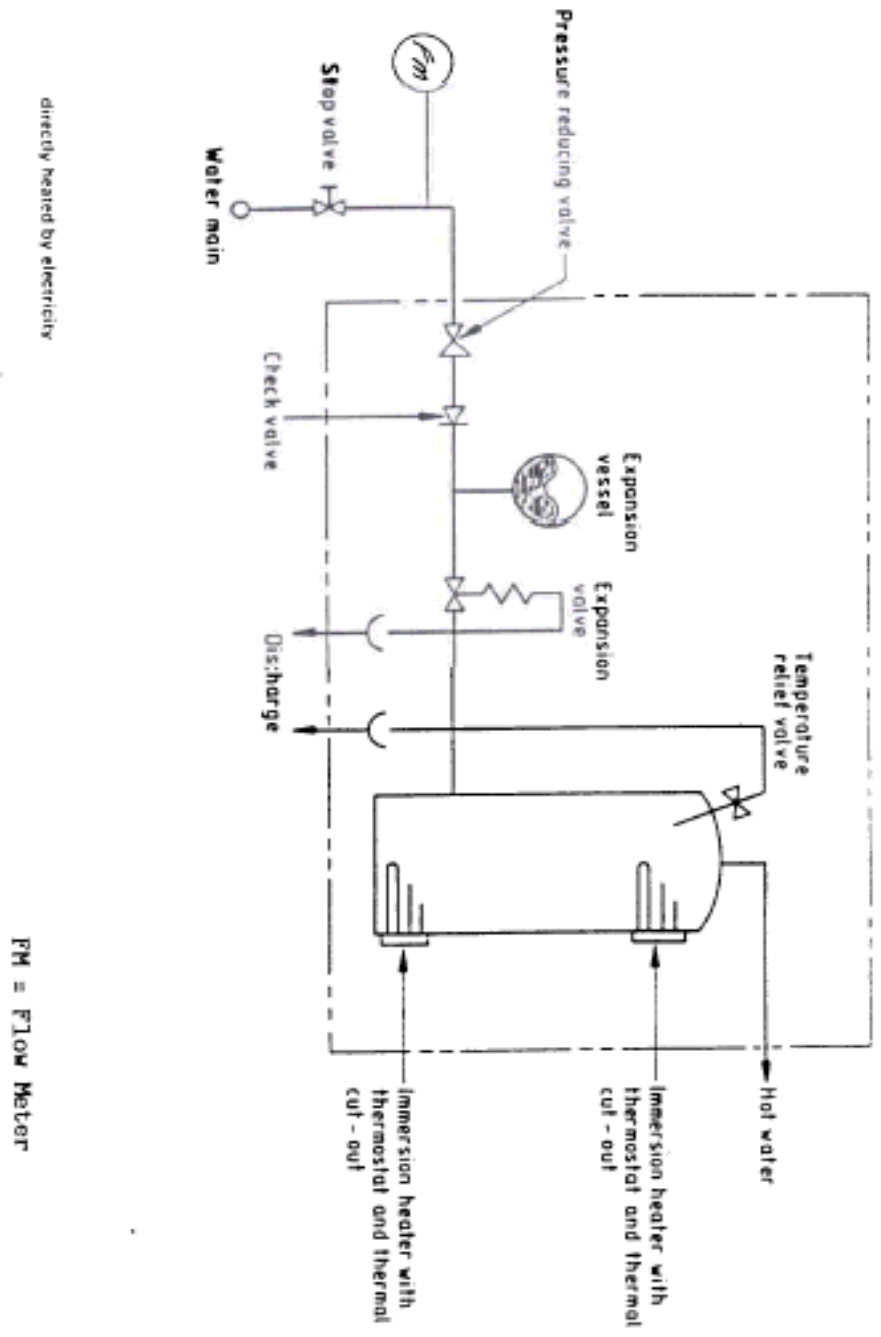 Hot water
Immersion heater with
thermostat and thermal
cut - out
Immersion heater with
thermostat and thermal
cut - out
Temperature
relief valve
Expansion
vessel
Expansion
valve
Pressure reducing valve
FM
Stop valve
Water main
Check valve
Discharge
directly heated by electricity
FM = Flow Meter